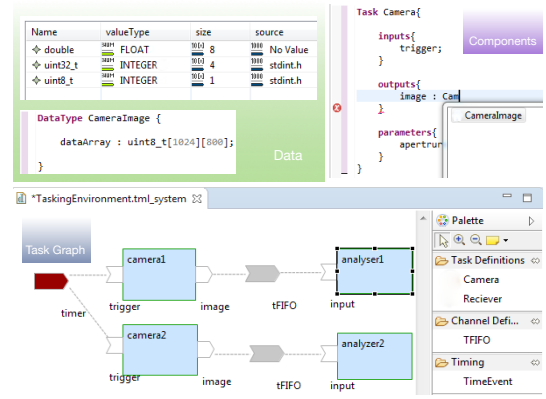 Name valueType size source
double FLOAT 8 No Value
uint32_t INTEGER 4 stdint.h
uint8_t INTEGER 1 stdint.h
DataType CameraImage {
dataArray : uint8_t[1024][800];
}
Data
Task Camera{
inputs{
trigger;
}
Components
outputs{
image : Cam
}
CameraImage
parameters{
apertrur
}
}
*TaskingEnvironment.tml_system
Task Graph
timer
camera1
trigger
image
tFIFO
analyser1
input
camera2
trigger
image
tFIFO
analyzer2
input
Palette
Task Definitions
Camera
Reciever
Channel Defi...
TFIFO
Timing
TimeEvent